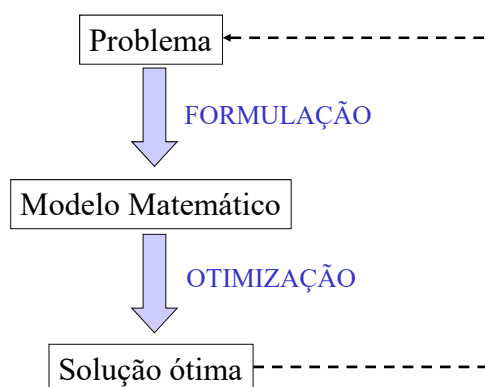 Problema
FORMULAÇÃO
Modelo Matemático
OTIMIZAÇÃO
Solução ótima